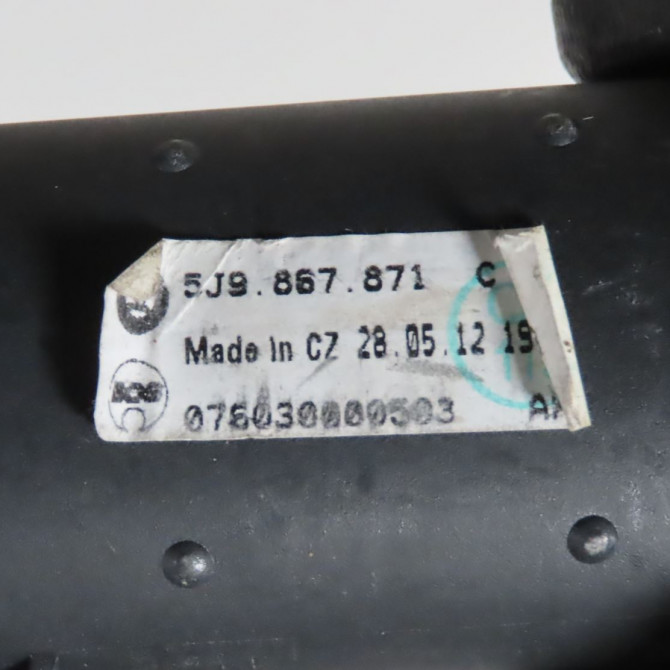 5J9.867.871 C
Made in CZ 28.05.12 19
076030000503